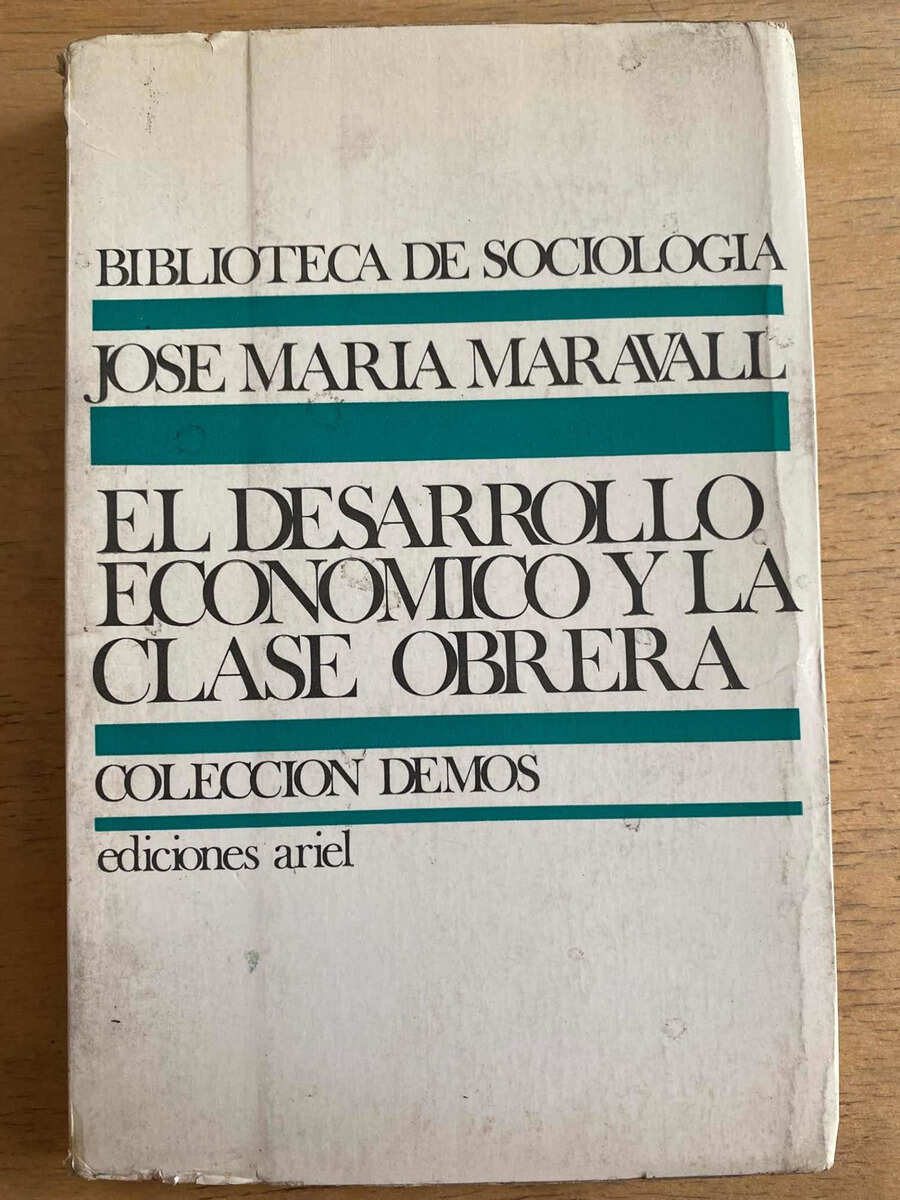 BIBLIOTECA DE SOCIOLOGIA
JOSE MARIA MARAVALL
EL DESARROLLO
ECONOMICO Y LA
CLASE OBRERA
COLECCION DEMOS
ediciones ariel